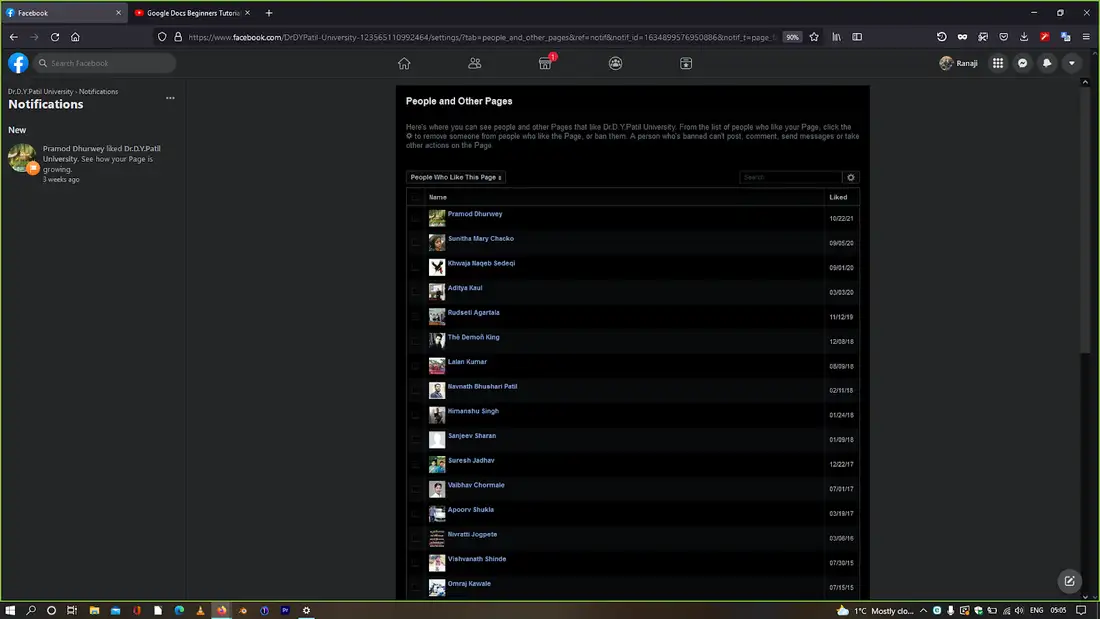 Facebook
Google Docs Beginners Tutorial
https://www.facebook.com/DrDYPatil-University-123565110992464/settings/?tab=people_and_other_pages&ref=notif&notif_id=1634899576950886&notif_t=page_
90%
Search Facebook
1
Ranaji
Dr.D.Y.Patil University · Notifications
Notifications
New
Pramod Dhurwey liked Dr.D.Y.Patil
University. See how your Page is
growing.
3 weeks ago
People and Other Pages
Here's where you can see people and other Pages that like Dr.D.Y.Patil University. From the list of people who like your Page, click the
to remove someone from people who like the Page, or ban them. A person who's banned can't post, comment, send messages or take
other actions on the Page
People Who Like This Page
Search
Name Liked
Pramod Dhurwey 10/22/21
Sunitha Mary Chacko 09/05/20
Khwaja Naqeb Sedeqi 09/01/20
Aditya Kaul 03/03/20
Rudseti Agartala 11/12/19
Thê Demoñ King 12/08/18
Lalan Kumar 08/09/18
Navnath Bhushari Patil 02/11/18
Himanshu Singh 01/24/18
Sanjeev Sharan 01/09/18
Suresh Jadhav 12/22/17
Vaibhav Chormale 07/01/17
Apoorv Shukla 03/19/17
Nivratti Jogpete 03/08/16
Vishvanath Shinde 07/30/15
Omraj Kawale 07/15/15
1°C Mostly clo...
ENG
05:05